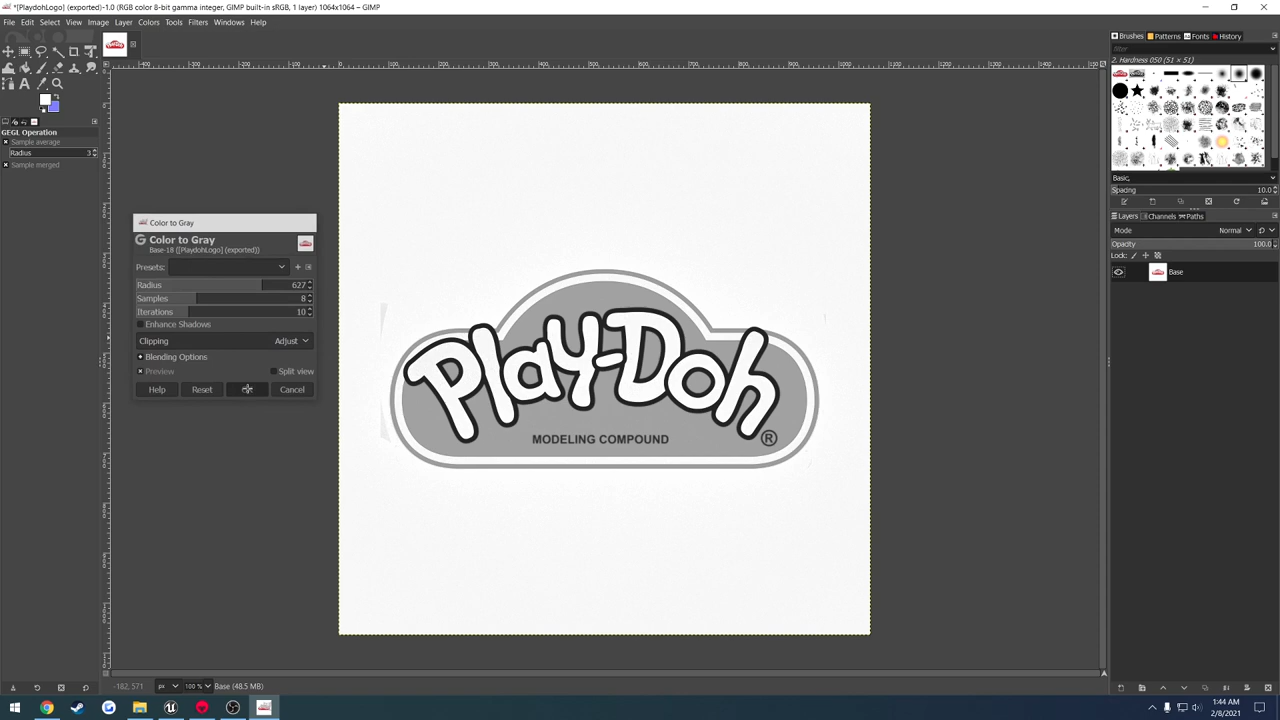 *[PlaydohLogo] (exported)-1.0 (RGB color 8-bit gamma integer, GIMP built-in sRGB, 1 layer) 1064x1064 – GIMP
File Edit Select View Image Layer Colors Tools Filters Windows Help
GEGL Operation
Sample average
Radius 3
Sample merged
Color to Gray
Color to Gray
Base-18 ([PlaydohLogo] (exported))
Presets:
Radius 627
Samples 8
Iterations 10
Enhance Shadows
Clipping Adjust
Blending Options
Preview Split view
Help Reset Cancel
Play-Doh
MODELING COMPOUND ®
Brushes Patterns Fonts History
filter
2. Hardness 050 (51 × 51)
Basic,
Spacing 10.0
Layers Channels Paths
Mode Normal
Opacity 100.0
Lock:
Base
-182, 571 px 100 % Base (48.5 MB)
1:44 AM
2/8/2021